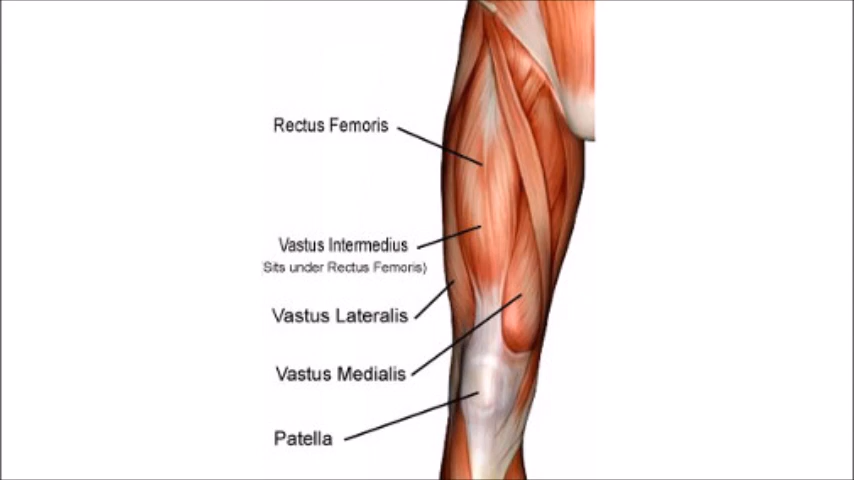 Rectus Femoris
Vastus Intermedius
(Sits under Rectus Femoris)
Vastus Lateralis
Vastus Medialis
Patella